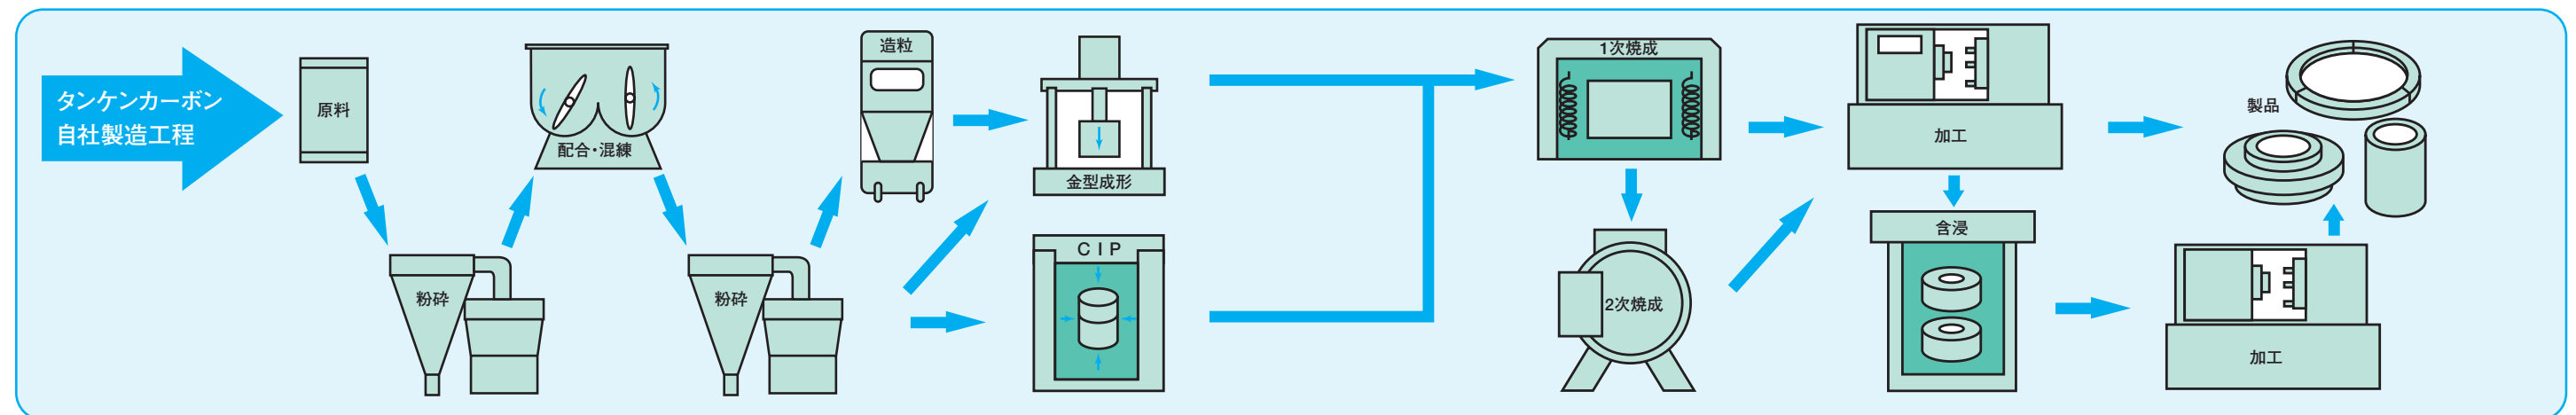 タンケンカーボン
自社製造工程
原料
粉砕
配合・混練
粉砕
造粒
金型成形
CIP
1次焼成
2次焼成
加工
含浸
加工
製品